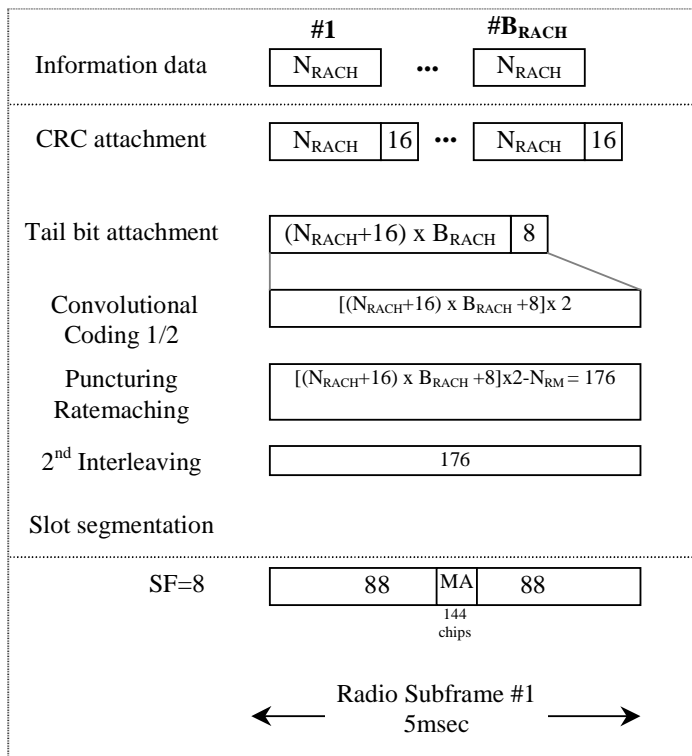 #1 #B_RACH
Information data N_RACH ••• N_RACH
CRC attachment N_RACH 16 ••• N_RACH 16
Tail bit attachment (N_RACH+16) x B_RACH 8
Convolutional
Coding 1/2
[(N_RACH+16) x B_RACH +8]x 2
Puncturing
Ratemaching
[(N_RACH+16) x B_RACH +8]x2-N_RM = 176
2nd Interleaving 176
Slot segmentation
SF=8 88 MA 88
144
chips
Radio Subframe #1
5msec